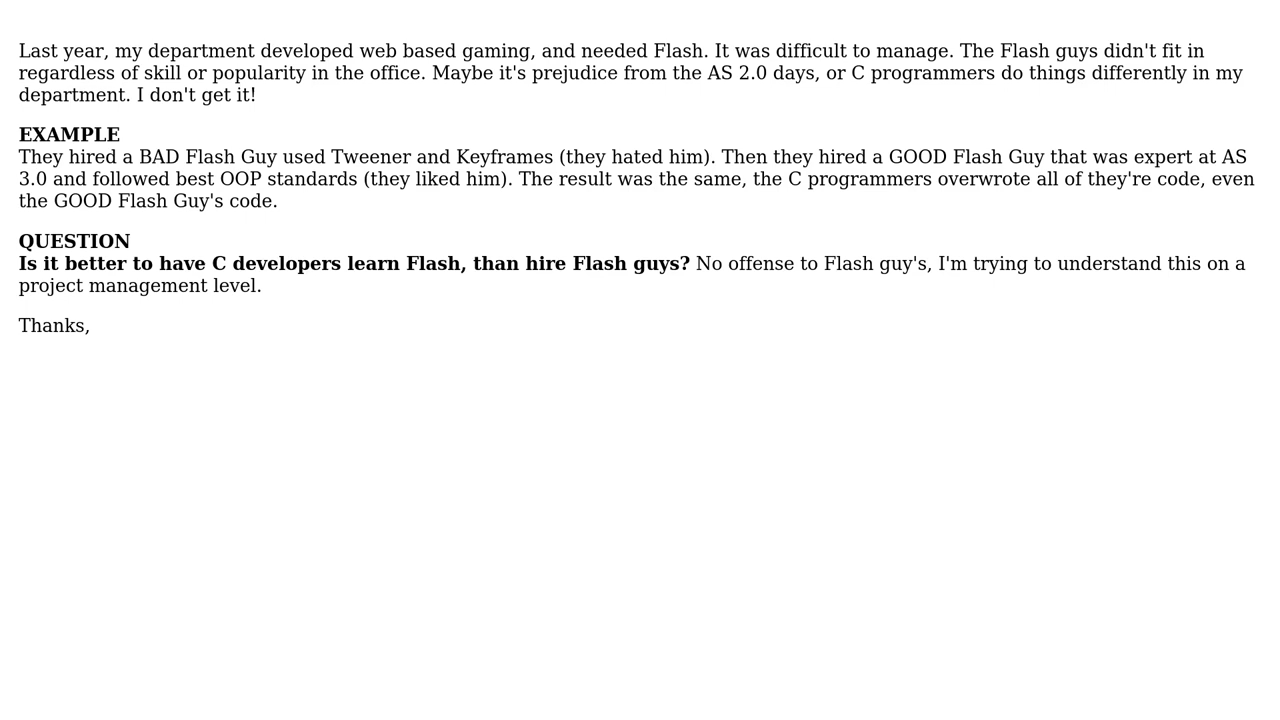 Last year, my department developed web based gaming, and needed Flash. It was difficult to manage. The Flash guys didn't fit in
regardless of skill or popularity in the office. Maybe it's prejudice from the AS 2.0 days, or C programmers do things differently in my
department. I don't get it!
EXAMPLE
They hired a BAD Flash Guy used Tweener and Keyframes (they hated him). Then they hired a GOOD Flash Guy that was expert at AS
3.0 and followed best OOP standards (they liked him). The result was the same, the C programmers overwrote all of they're code, even
the GOOD Flash Guy's code.
QUESTION
Is it better to have C developers learn Flash, than hire Flash guys? No offense to Flash guy's, I'm trying to understand this on a
project management level.
Thanks,